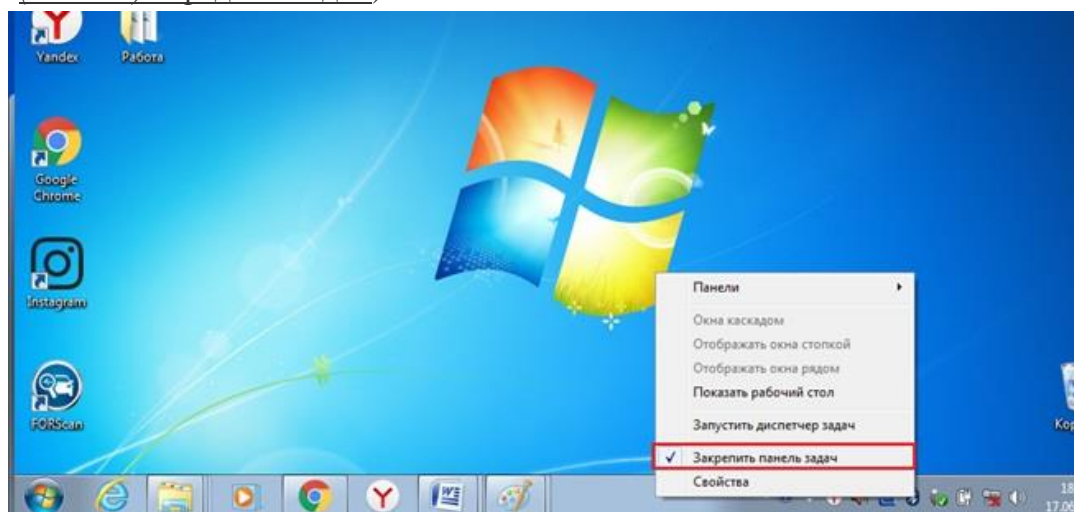 Yandex
Работа
Google
Chrome
Instagram
FORScan
Панели
Окна каскадом
Отображать окна стопкой
Отображать окна рядом
Показать рабочий стол
Запустить диспетчер задач
Закрепить панель задач
Свойства